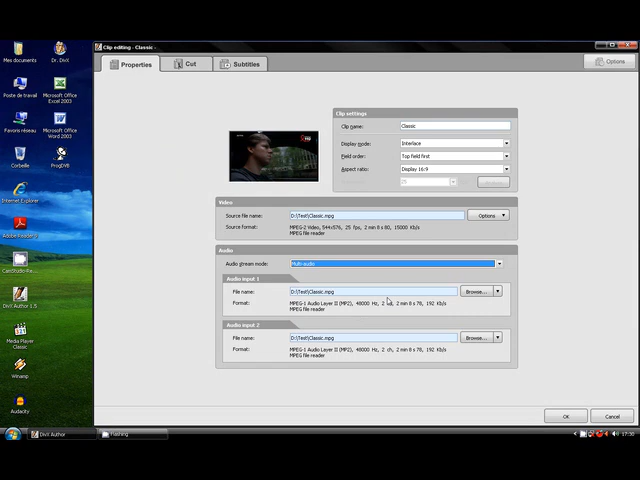 Clip editing - Classic -
Properties
Cut
Subtitles
Options
Mes documents
Dr. DivX
Poste de travail
Microsoft Office Excel 2003
Favoris réseau
Microsoft Office Word 2003
Corbeille
ProgDVB
Internet Explorer
Adobe Reader
CamStudio-Re...
DivX Author 1.5
Media Player Classic
Winamp
Audacity
Clip settings
Clip name: Classic
Display mode: Interlace
Field order: Top field first
Aspect ratio: Display 16:9
25
Video
Source file name: D:\Test\Classic.mpg Options
Source format: MPEG-2 Video, 544x576, 25 fps, 2 min 8 s 80, 15000 Kb/s
MPEG file reader
Audio
Audio stream mode: Multi-audio
Audio input 1
File name: D:\Test\Classic.mpg Browse...
Format: MPEG-1 Audio Layer II (MP2), 48000 Hz, 2 ch, 2 min 8 s 78, 192 Kb/s
MPEG file reader
Audio input 2
File name: D:\Test\Classic.mpg Browse...
Format: MPEG-1 Audio Layer II (MP2), 48000 Hz, 2 ch, 2 min 8 s 78, 192 Kb/s
MPEG file reader
OK Cancel
DivX Author
Flashing
17:30